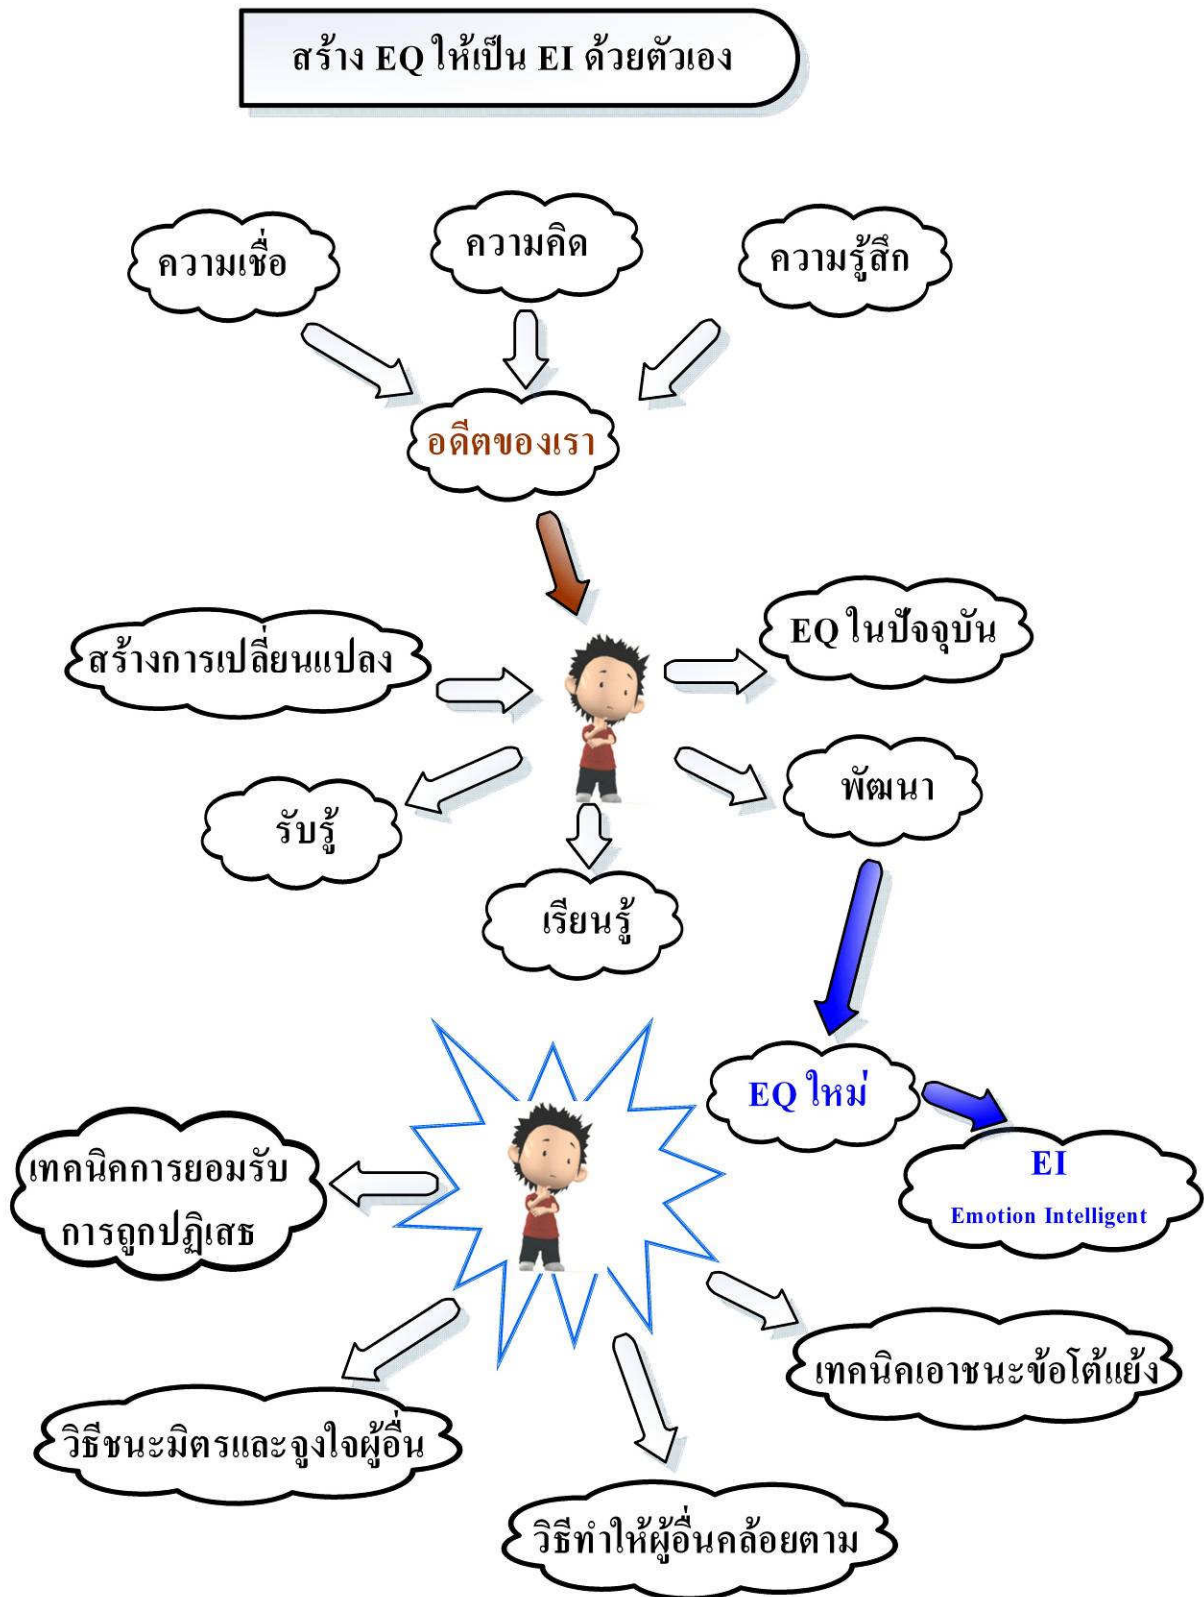 สร้าง EQ ให้เป็น EI ด้วยตัวเอง
ความเชื่อ
ความคิด
ความรู้สึก
อดีตของเรา
สร้างการเปลี่ยนแปลง
EQ ในปัจจุบัน
รับรู้
พัฒนา
เรียนรู้
EQ ใหม่
EI
Emotion Intelligent
เทคนิคการยอมรับ
การถูกปฏิเสธ
เทคนิคเอาชนะข้อโต้แย้ง
วิธีชนะมิตรและจูงใจผู้อื่น
วิธีทำให้ผู้อื่นคล้อยตาม